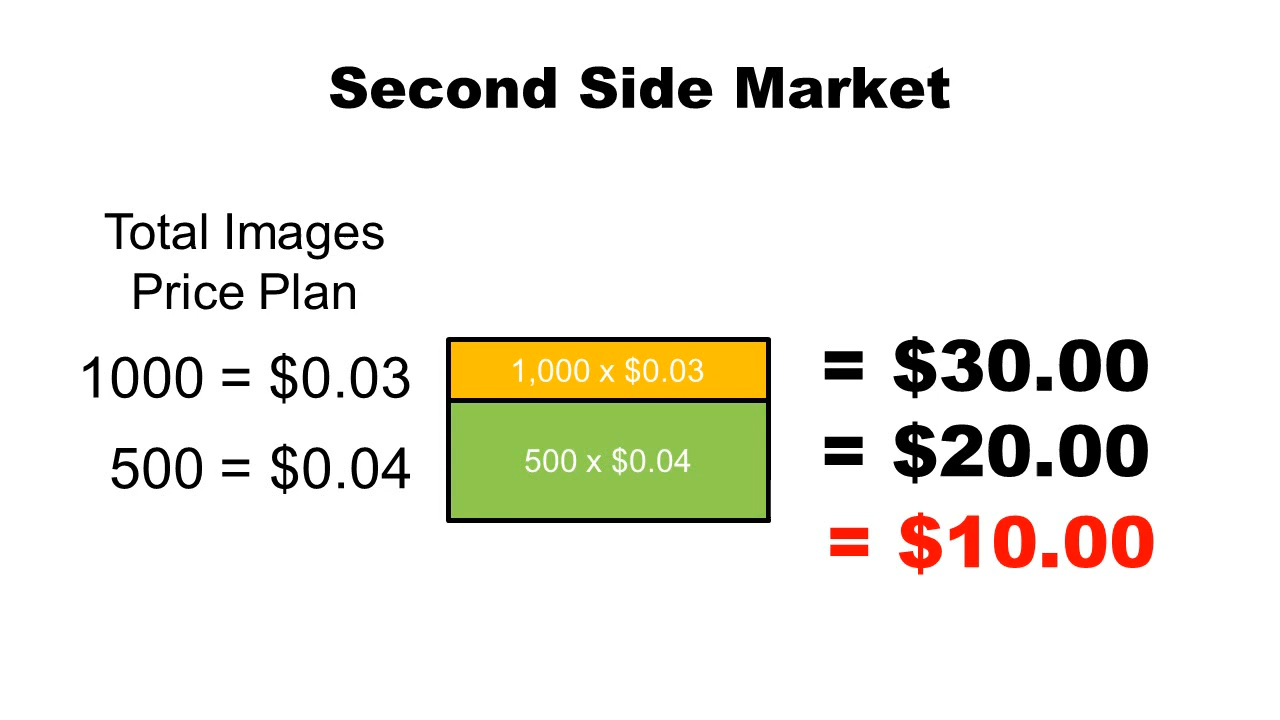 Second Side Market
Total Images
Price Plan
1000 = $0.03
1,000 x $0.03
= $30.00
500 = $0.04
500 x $0.04
= $20.00
= $10.00